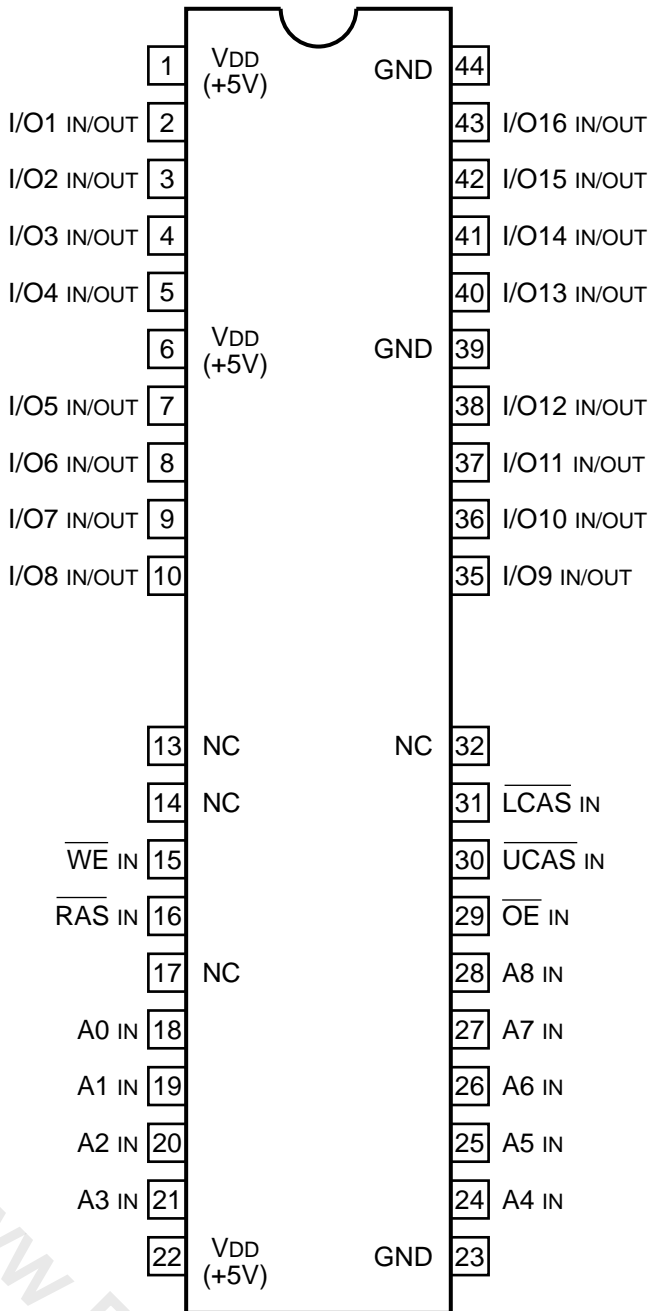 1 VDD (+5V) GND 44
I/O1 IN/OUT 2 43 I/O16 IN/OUT
I/O2 IN/OUT 3 42 I/O15 IN/OUT
I/O3 IN/OUT 4 41 I/O14 IN/OUT
I/O4 IN/OUT 5 40 I/O13 IN/OUT
6 VDD (+5V) GND 39
I/O5 IN/OUT 7 38 I/O12 IN/OUT
I/O6 IN/OUT 8 37 I/O11 IN/OUT
I/O7 IN/OUT 9 36 I/O10 IN/OUT
I/O8 IN/OUT 10 35 I/O9 IN/OUT
13 NC NC 32
14 NC 31 L̅C̅A̅S̅ IN
W̅E̅ IN 15 30 U̅C̅A̅S̅ IN
R̅A̅S̅ IN 16 29 O̅E̅ IN
17 NC 28 A8 IN
A0 IN 18 27 A7 IN
A1 IN 19 26 A6 IN
A2 IN 20 25 A5 IN
A3 IN 21 24 A4 IN
22 VDD (+5V) GND 23